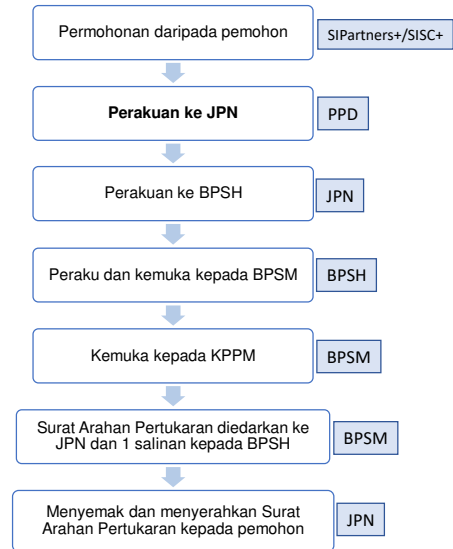 Permohonan daripada pemohon
SIPartners+/SISC+
Perakuan ke JPN
PPD
Perakuan ke BPSH
JPN
Peraku dan kemuka kepada BPSM
BPSH
Kemuka kepada KPPM
BPSM
Surat Arahan Pertukaran diedarkan ke
JPN dan 1 salinan kepada BPSH
BPSM
Menyemak dan menyerahkan Surat
Arahan Pertukaran kepada pemohon
JPN